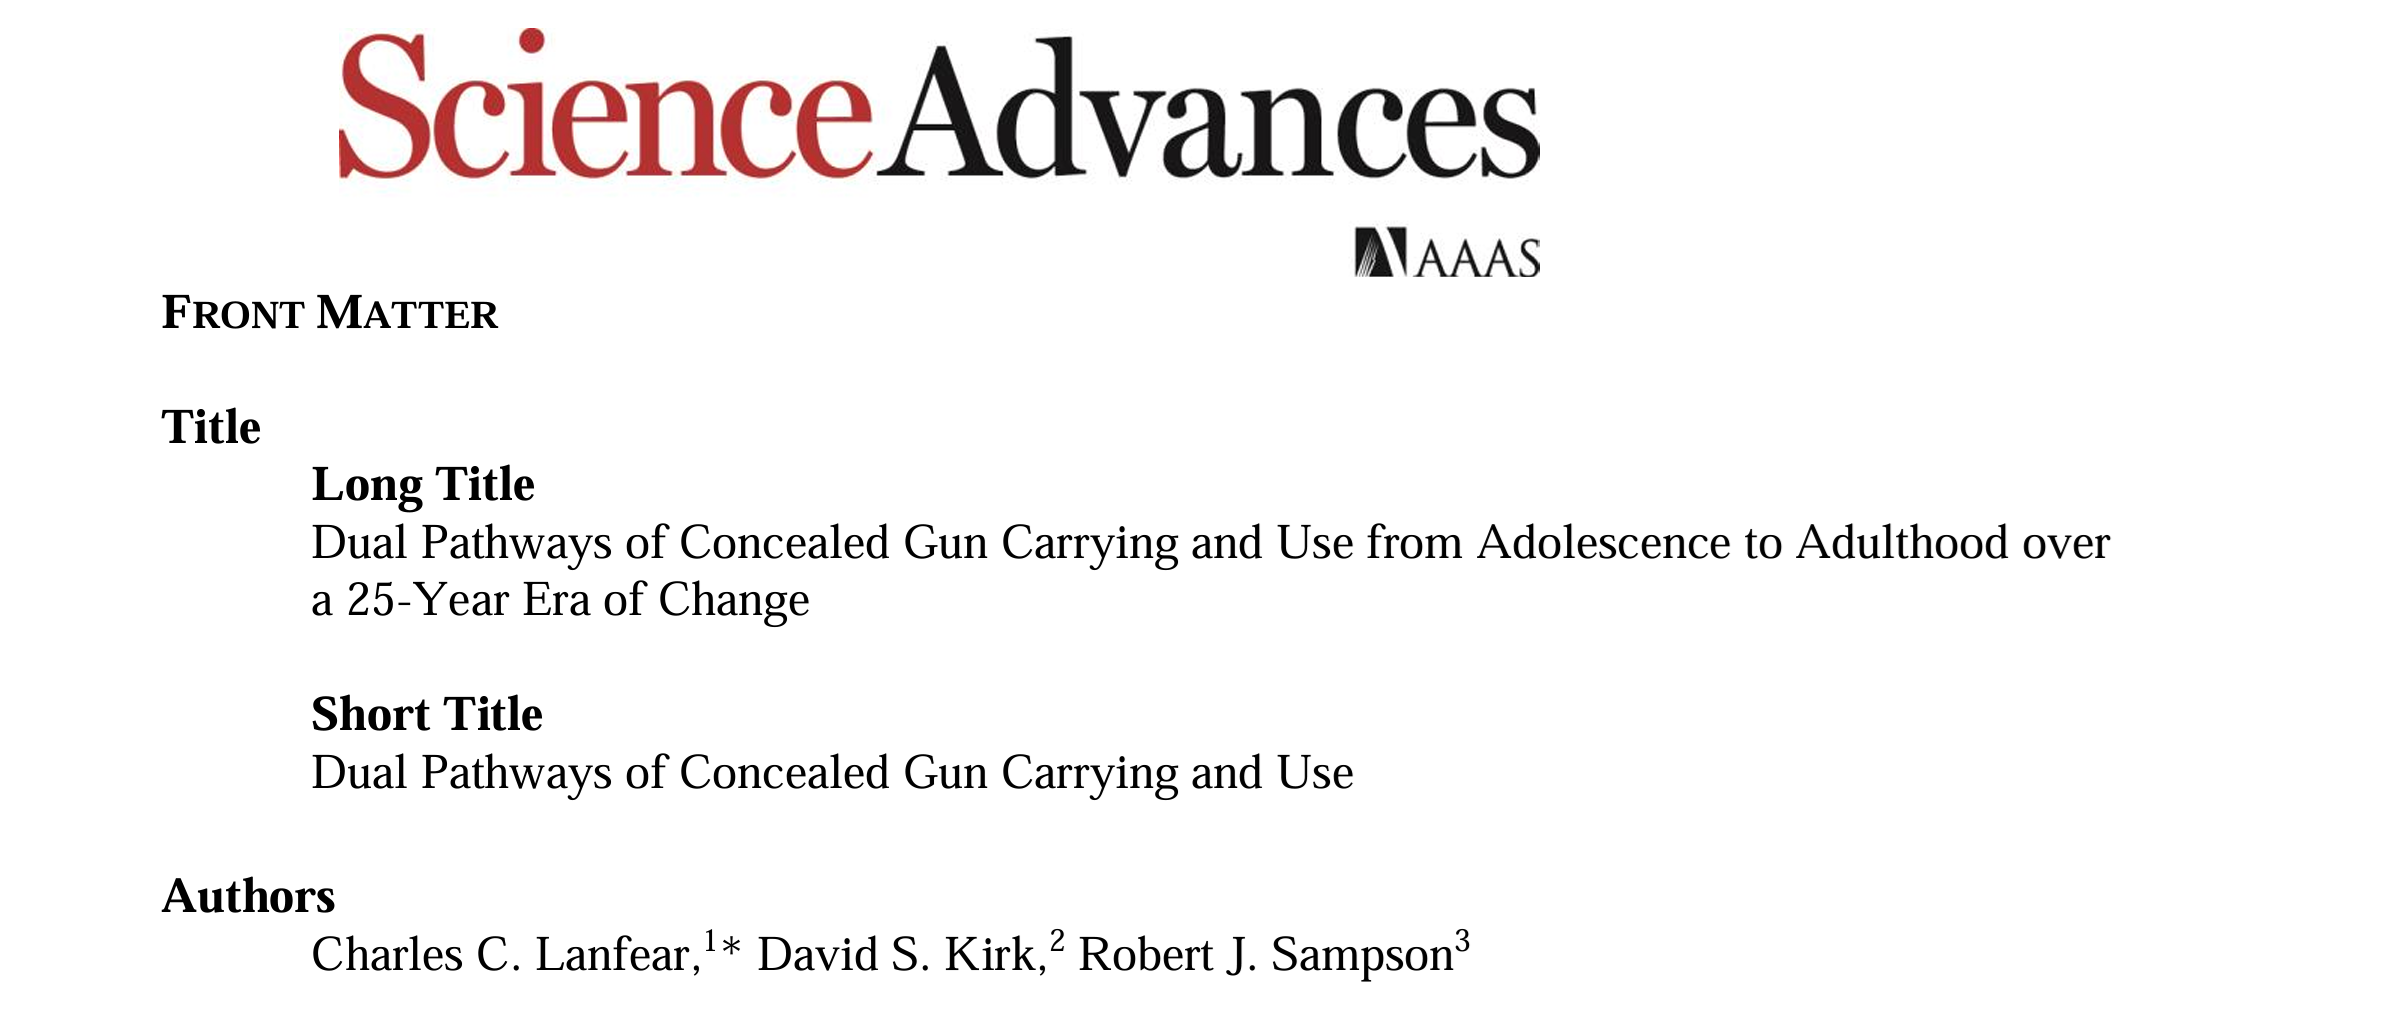 Science Advances
AAAS
FRONT MATTER
Title
Long Title
Dual Pathways of Concealed Gun Carrying and Use from Adolescence to Adulthood over
a 25-Year Era of Change
Short Title
Dual Pathways of Concealed Gun Carrying and Use
Authors
Charles C. Lanfear,¹* David S. Kirk,² Robert J. Sampson³